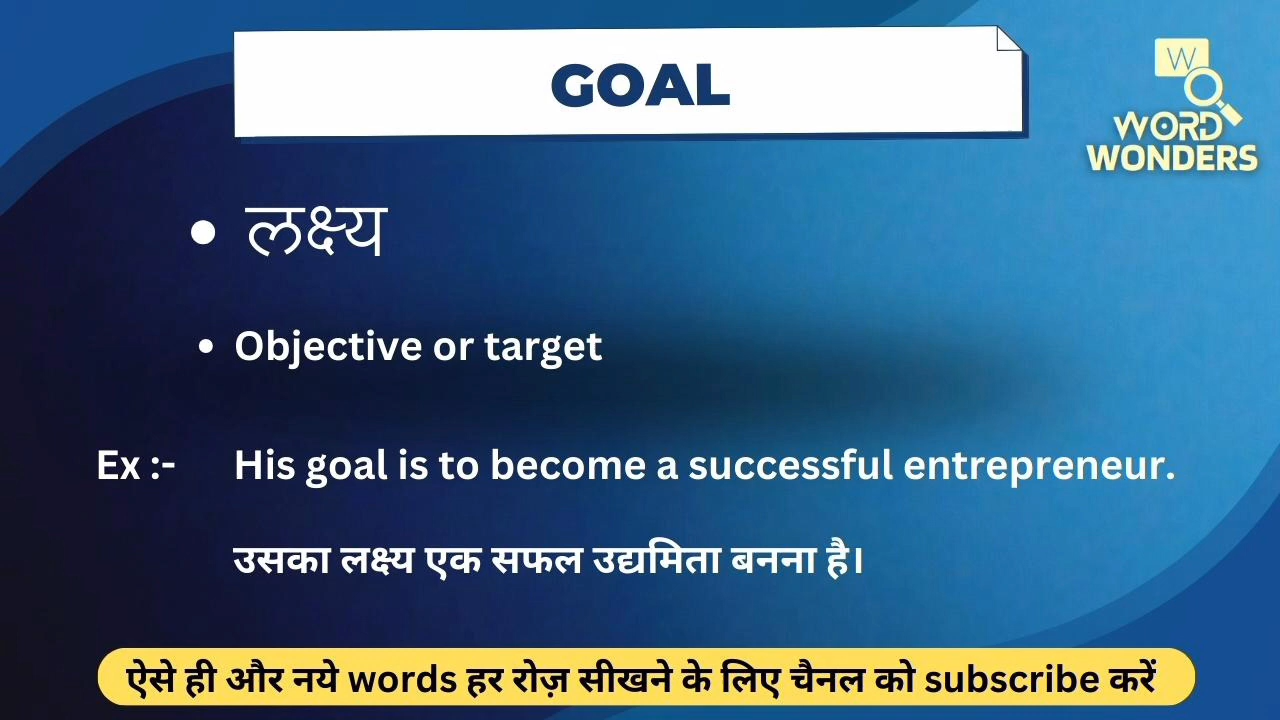 GOAL
W
WORD
WONDERS
• लक्ष्य
• Objective or target
Ex :- His goal is to become a successful entrepreneur.
उसका लक्ष्य एक सफल उद्यमिता बनना है।
ऐसे ही और नये words हर रोज़ सीखने के लिए चैनल को subscribe करें